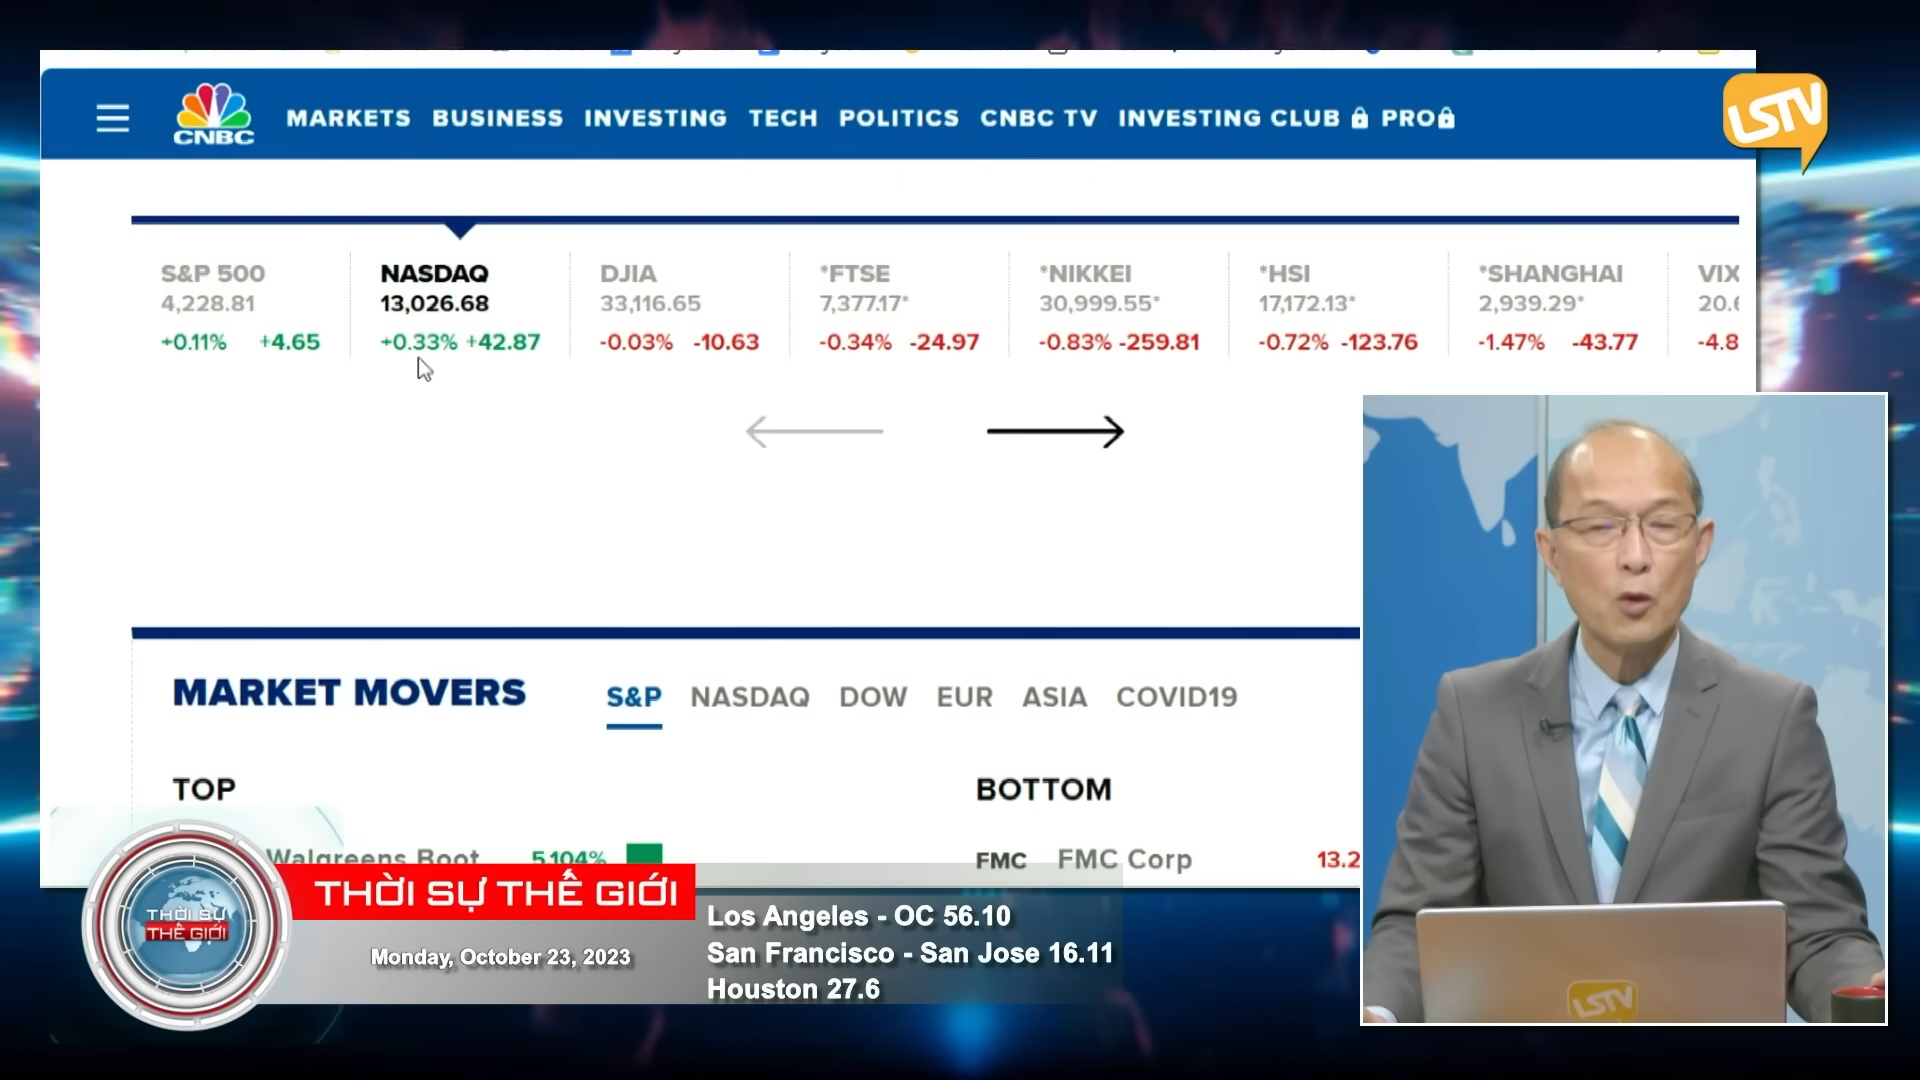 CNBC
MARKETS BUSINESS INVESTING TECH POLITICS CNBC TV INVESTING CLUB PRO
LSTV
S&P 500
4,228.81
+0.11% +4.65
NASDAQ
13,026.68
+0.33% +42.87
DJIA
33,116.65
-0.03% -10.63
*FTSE
7,377.17*
-0.34% -24.97
*NIKKEI
30,999.55*
-0.83% -259.81
*HSI
17,172.13*
-0.72% -123.76
*SHANGHAI
2,939.29*
-1.47% -43.77
VIX
-4.8
MARKET MOVERS S&P NASDAQ DOW EUR ASIA COVID19
TOP
Walgreens Boot 5.104%
BOTTOM
FMC FMC Corp 13.2
THỜI SỰ
THẾ GIỚI
THỜI SỰ THẾ GIỚI
Monday, October 23, 2023
Los Angeles - OC 56.10
San Francisco - San Jose 16.11
Houston 27.6
LSTV